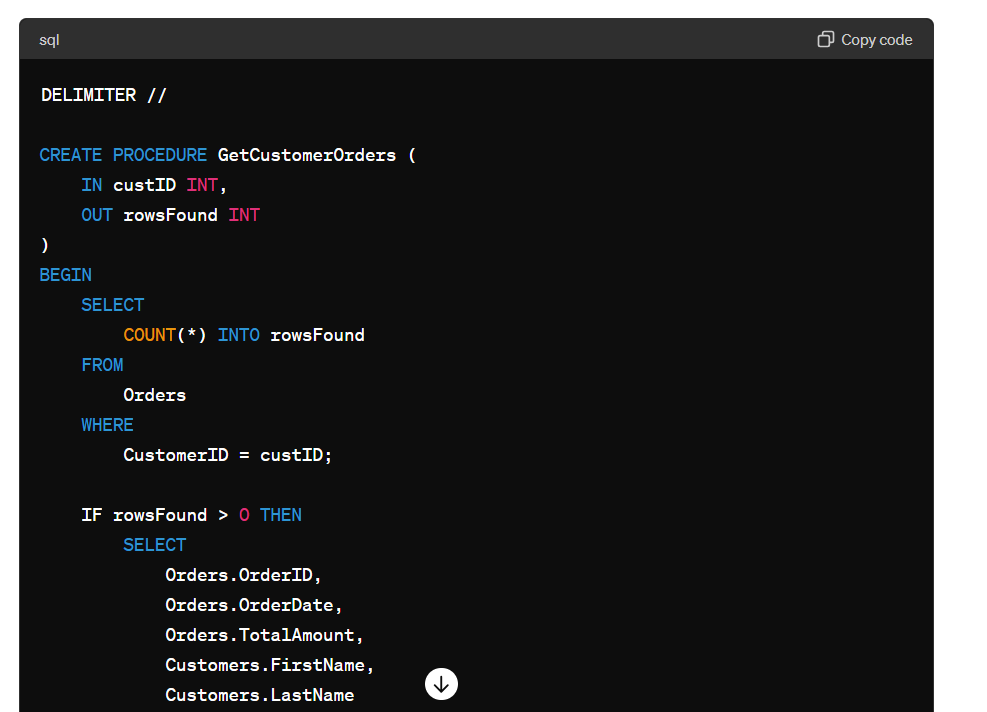 sql
Copy code
DELIMITER //
CREATE PROCEDURE GetCustomerOrders (
    IN custID INT,
    OUT rowsFound INT
)
BEGIN
    SELECT
        COUNT(*) INTO rowsFound
    FROM
        Orders
    WHERE
        CustomerID = custID;
    IF rowsFound > 0 THEN
        SELECT
            Orders.OrderID,
            Orders.OrderDate,
            Orders.TotalAmount,
            Customers.FirstName,
            Customers.LastName